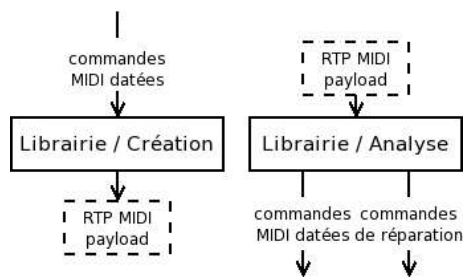 commandes
MIDI datées
Librairie / Création
RTP MIDI
payload
RTP MIDI
payload
Librairie / Analyse
commandes commandes
MIDI datées de réparation